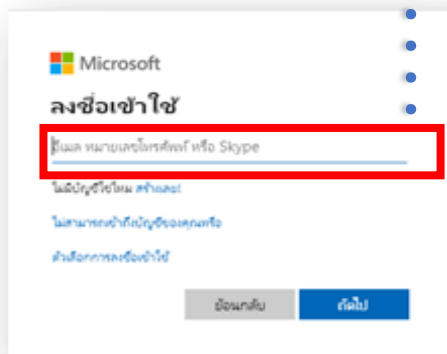 Microsoft
ลงชื่อเข้าใช้
อีเมล หมายเลขโทรศัพท์ หรือ Skype
ไม่มีบัญชีใช่ไหม สร้างเลย!
ไม่สามารถเข้าถึงบัญชีของคุณหรือ
ตัวเลือกการลงชื่อเข้าใช้
ย้อนกลับ ถัดไป